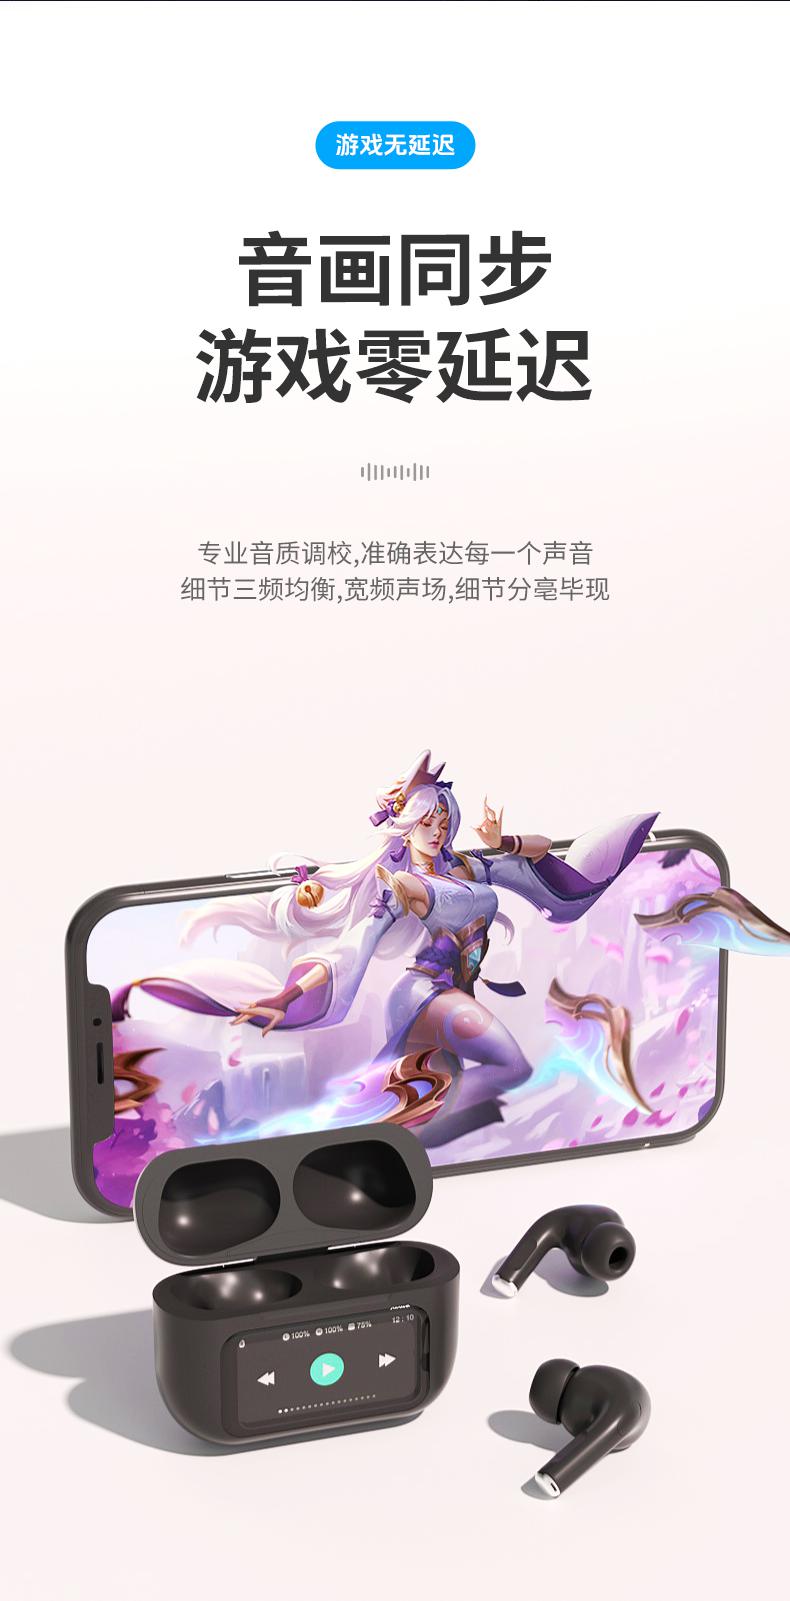 游戏无延迟
音画同步
游戏零延迟
专业音质调校,准确表达每一个声音
细节三频均衡,宽频声场,细节分毫毕现
100% 100% 75% 12:10